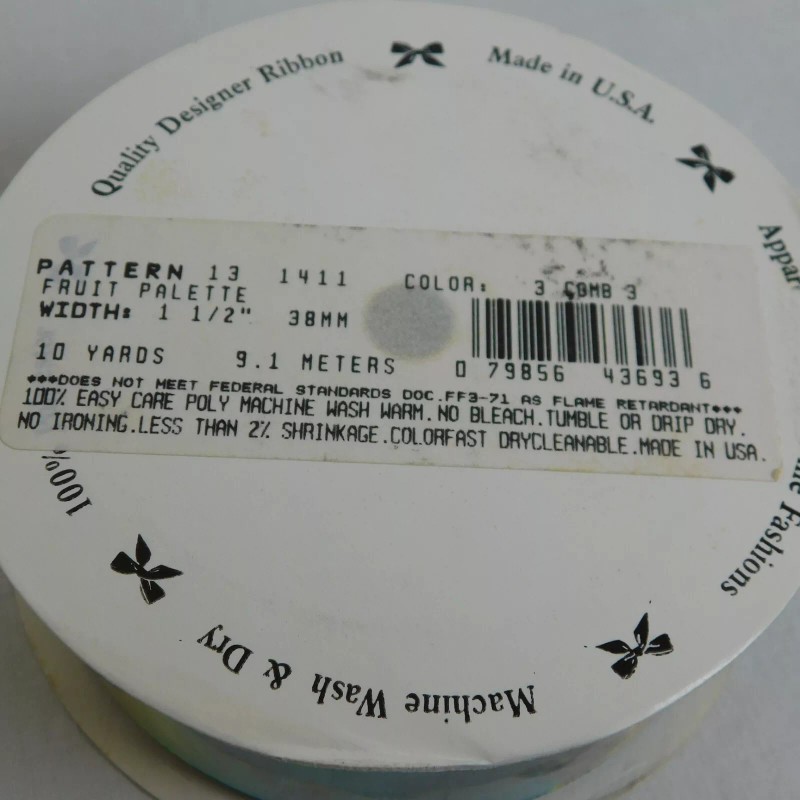 Quality Designer Ribbon
Made in U.S.A.
PATTERN 13 1411 COLOR: 3 COMB 3
FRUIT PALETTE
WIDTH: 1 1/2" 38MM
10 YARDS 9.1 METERS 0 79856 43693 6
***DOES NOT MEET FEDERAL STANDARDS DOC.FF3-71 AS FLAME RETARDANT***
100% EASY CARE POLY MACHINE WASH WARM.NO BLEACH.TUMBLE OR DRIP DRY.
NO IRONING.LESS THAN 2% SHRINKAGE.COLORFAST DRYCLEANABLE.MADE IN USA.
Fashions
Machine Wash & Dry
100%